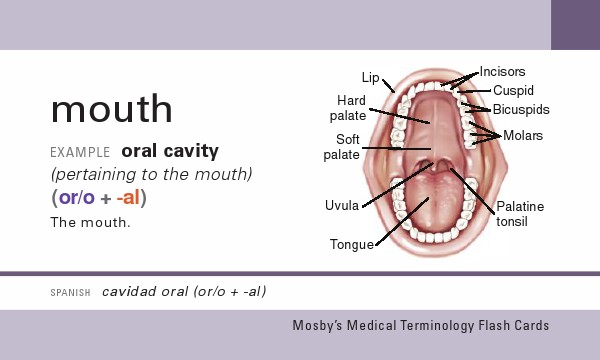 mouth
EXAMPLE oral cavity
(pertaining to the mouth)
(or/o + -al)
The mouth.
Lip
Hard
palate
Soft
palate
Uvula
Tongue
Incisors
Cuspid
Bicuspids
Molars
Palatine
tonsil
SPANISH cavidad oral (or/o + -al)
Mosby's Medical Terminology Flash Cards